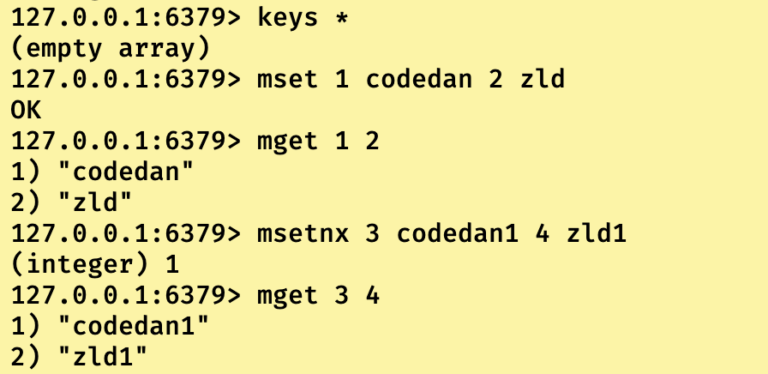 127.0.0.1:6379> keys *
(empty array)
127.0.0.1:6379> mset 1 codedan 2 zld
OK
127.0.0.1:6379> mget 1 2
1) "codedan"
2) "zld"
127.0.0.1:6379> msetnx 3 codedan1 4 zld1
(integer) 1
127.0.0.1:6379> mget 3 4
1) "codedan1"
2) "zld1"